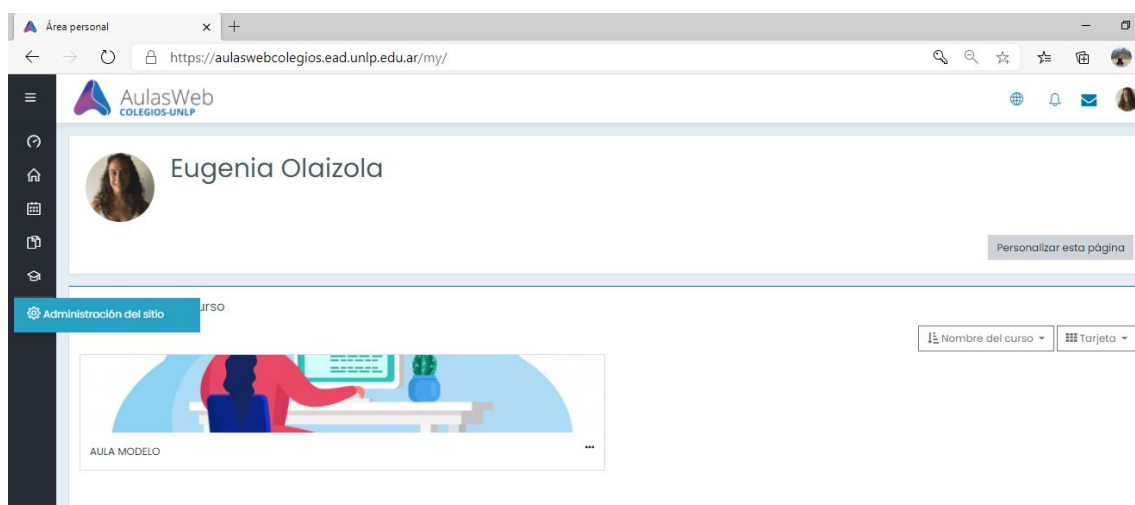 Área personal
https://aulaswebcolegios.ead.unlp.edu.ar/my/
AulasWeb
COLEGIOS-UNLP
Eugenia Olaizola
Personalizar esta página
Administración del sitio
urso
Nombre del curso
Tarjeta
AULA MODELO